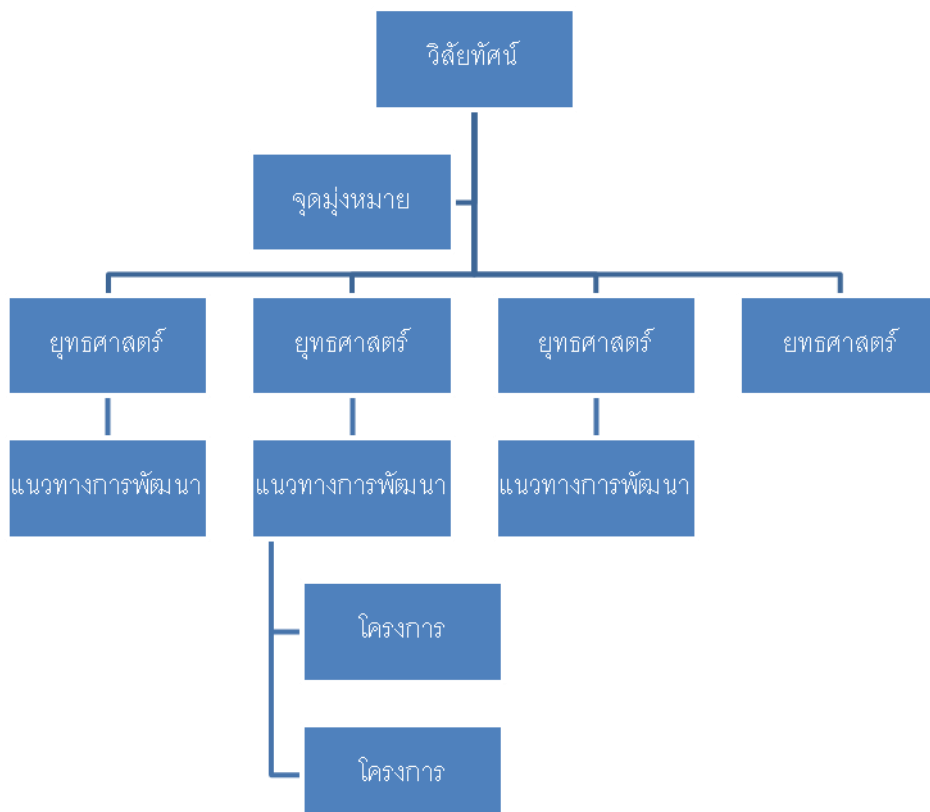 วิสัยทัศน์
จุดมุ่งหมาย
ยุทธศาสตร์
ยุทธศาสตร์
ยุทธศาสตร์
ยทธศาสตร์
แนวทางการพัฒนา
แนวทางการพัฒนา
แนวทางการพัฒนา
โครงการ
โครงการ